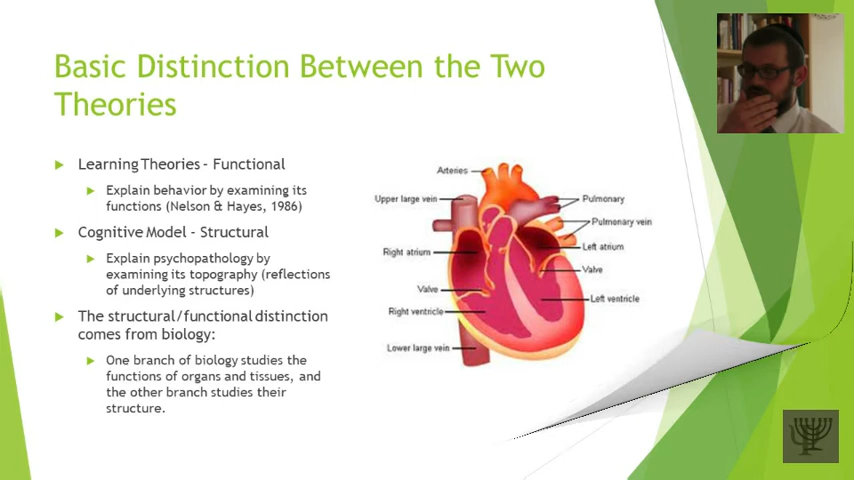 Basic Distinction Between the Two
Theories
Learning Theories - Functional
Explain behavior by examining its
functions (Nelson & Hayes, 1986)
Cognitive Model - Structural
Explain psychopathology by
examining its topography (reflections
of underlying structures)
The structural/functional distinction
comes from biology:
One branch of biology studies the
functions of organs and tissues, and
the other branch studies their
structure.
Arteries
Upper large vein
Pulmonary
Pulmonary vein
Right atrium
Left atrium
Valve
Valve
Left ventricle
Right ventricle
Lower large vein